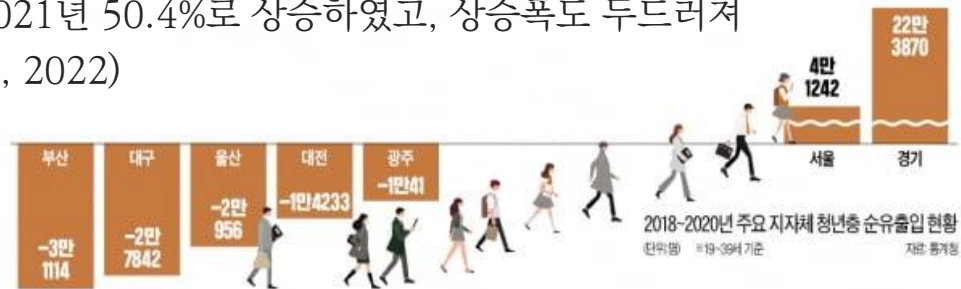 021년 50.4%로 상승하였고, 상승폭도 두드러져
, 2022)
22만
3870
4만
1242
부산
대구
울산
대전
광주
서울
경기
-3만
1114
-2만
7842
-2만
956
-1만4233
-1만41
2018~2020년 주요 지자체 청년층 순유출입 현황
(단위:명) ※19~39세 기준
자료:통계청